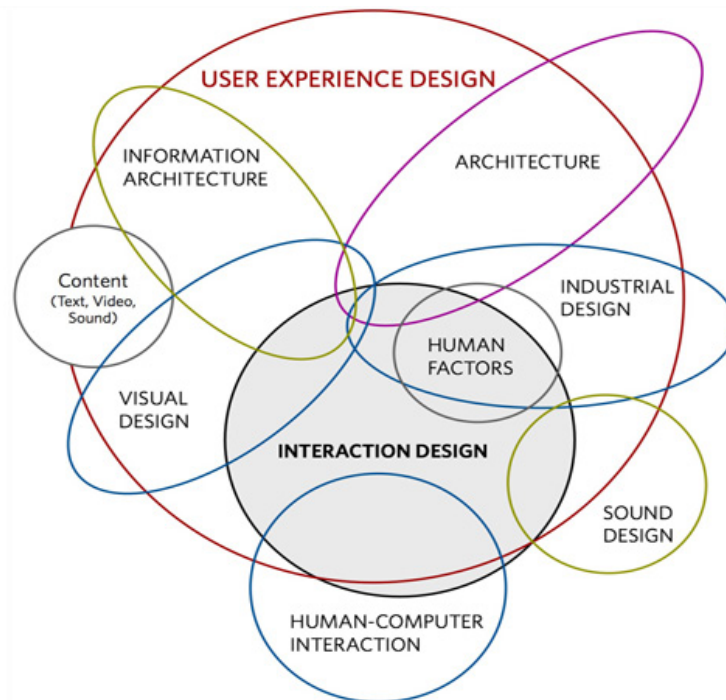 USER EXPERIENCE DESIGN
INFORMATION
ARCHITECTURE
ARCHITECTURE
Content
(Text, Video,
Sound)
INDUSTRIAL
DESIGN
HUMAN
FACTORS
VISUAL
DESIGN
INTERACTION DESIGN
SOUND
DESIGN
HUMAN-COMPUTER
INTERACTION